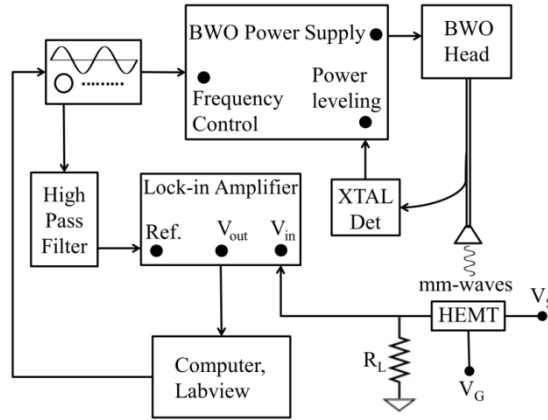 BWO Power Supply
Frequency
Control
Power
leveling
BWO
Head
High
Pass
Filter
Lock-in Amplifier
Ref.
Vout
Vin
XTAL
Det
mm-waves
HEMT
VG
RL
Computer,
Labview